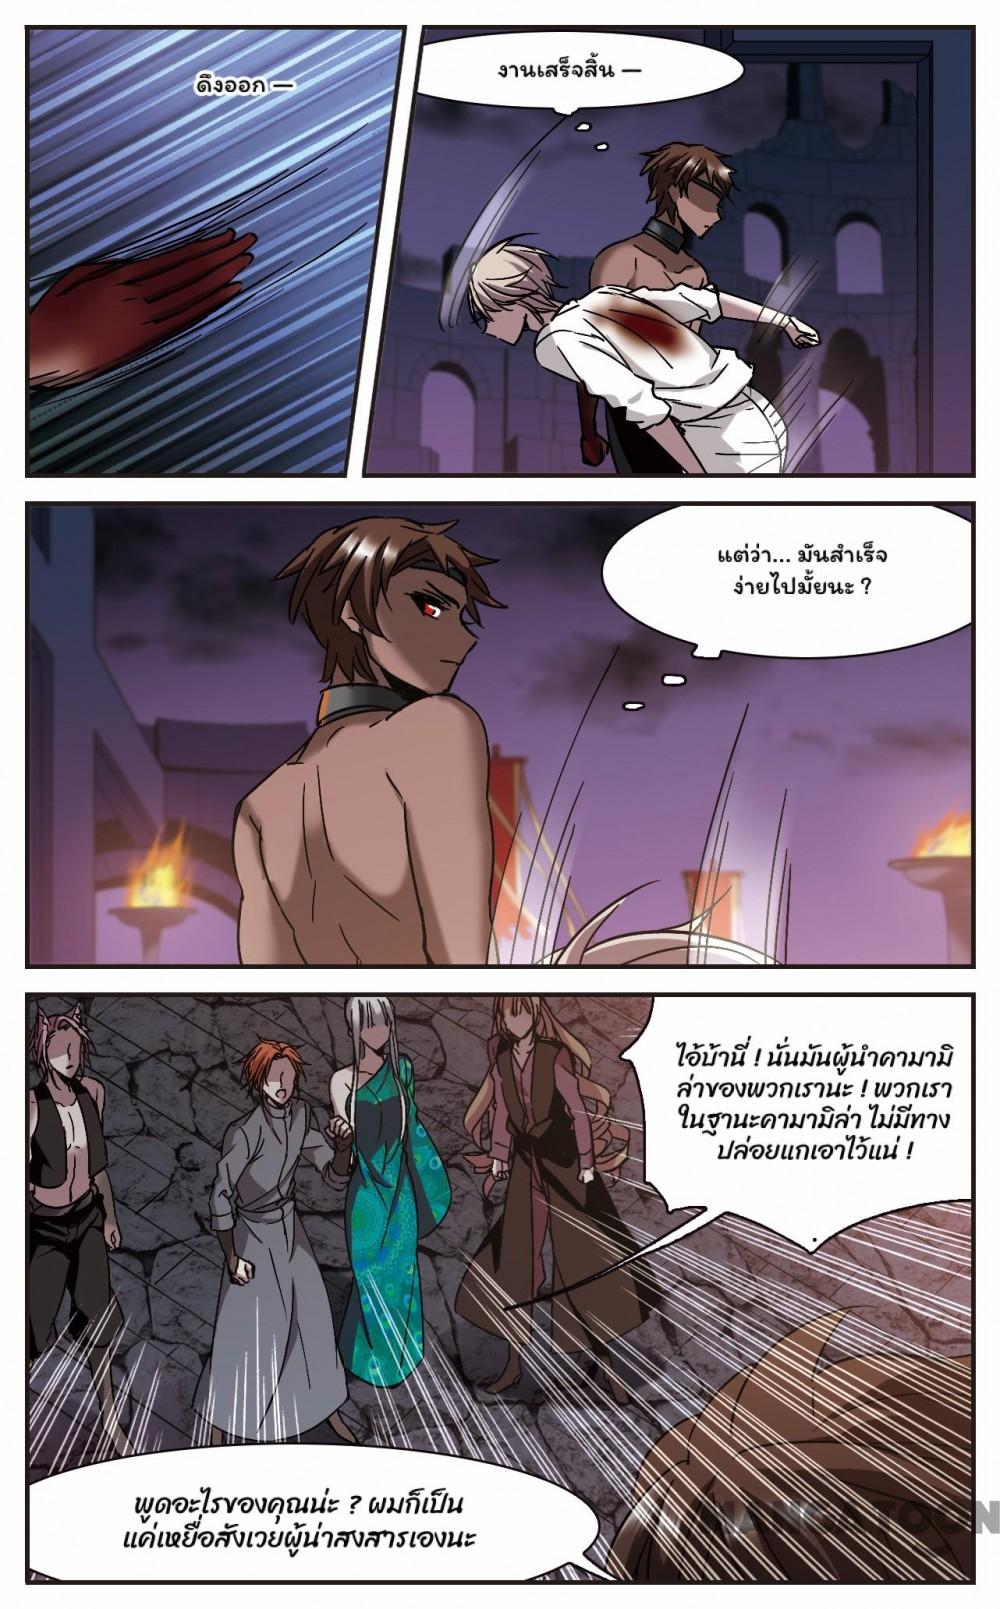 ดึงออก —
งานเสร็จสิ้น —
แต่ว่า... มันสำเร็จ
ง่ายไปมั้ยนะ ?
ไอ้บ้านี่ ! นั่นมันผู้นำคามามิ
ล่าของพวกเรานะ ! พวกเรา
ในฐานะคามามิล่า ไม่มีทาง
ปล่อยแกเอาไว้แน่ !
พูดอะไรของคุณน่ะ ? ผมก็เป็น
แค่เหยื่อสังเวยผู้น่าสงสารเองนะ
MANGATOON